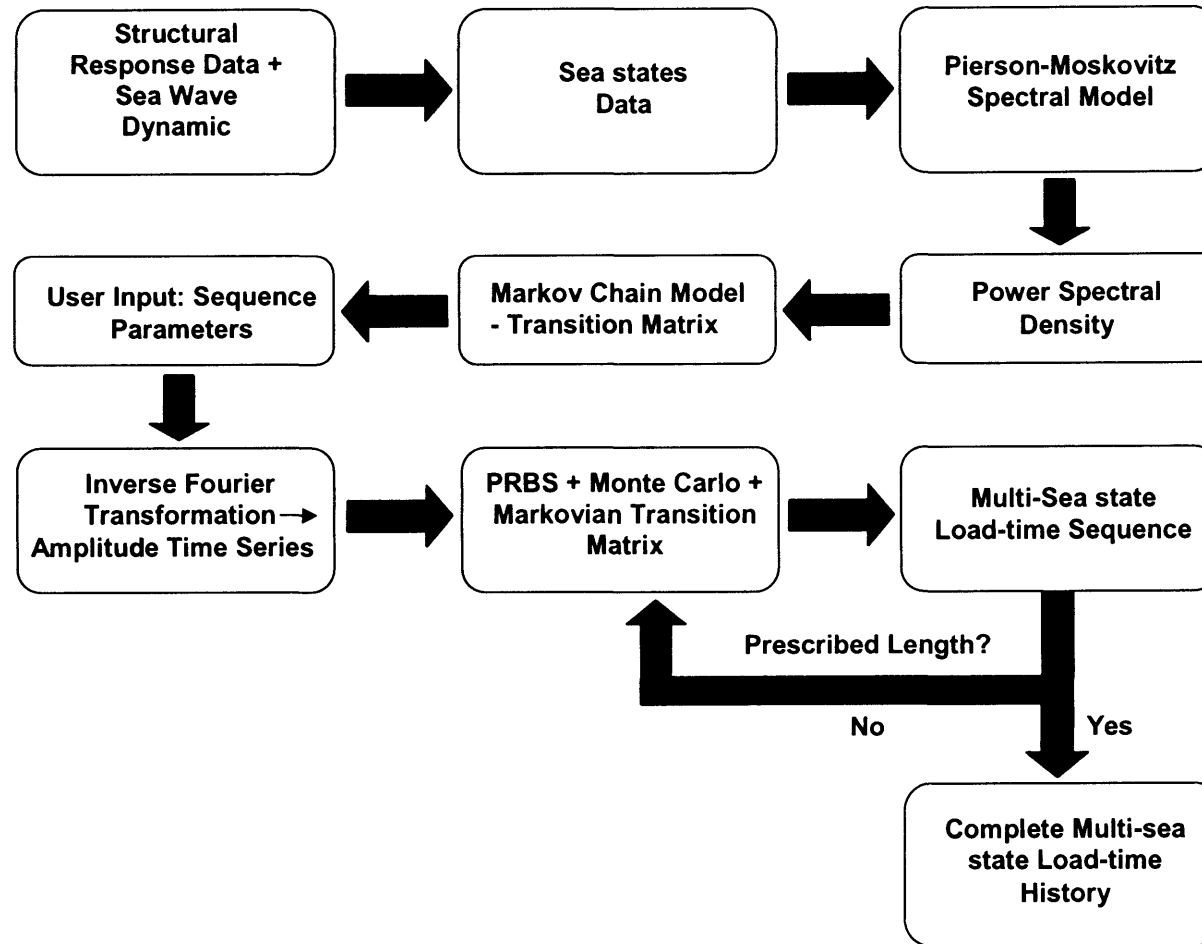 Structural
Response Data +
Sea Wave
Dynamic
Sea states
Data
Pierson-Moskovitz
Spectral Model
User Input: Sequence
Parameters
Markov Chain Model
- Transition Matrix
Power Spectral
Density
Inverse Fourier
Transformation→
Amplitude Time Series
PRBS + Monte Carlo +
Markovian Transition
Matrix
Multi-Sea state
Load-time Sequence
Prescribed Length?
No
Yes
Complete Multi-sea
state Load-time
History